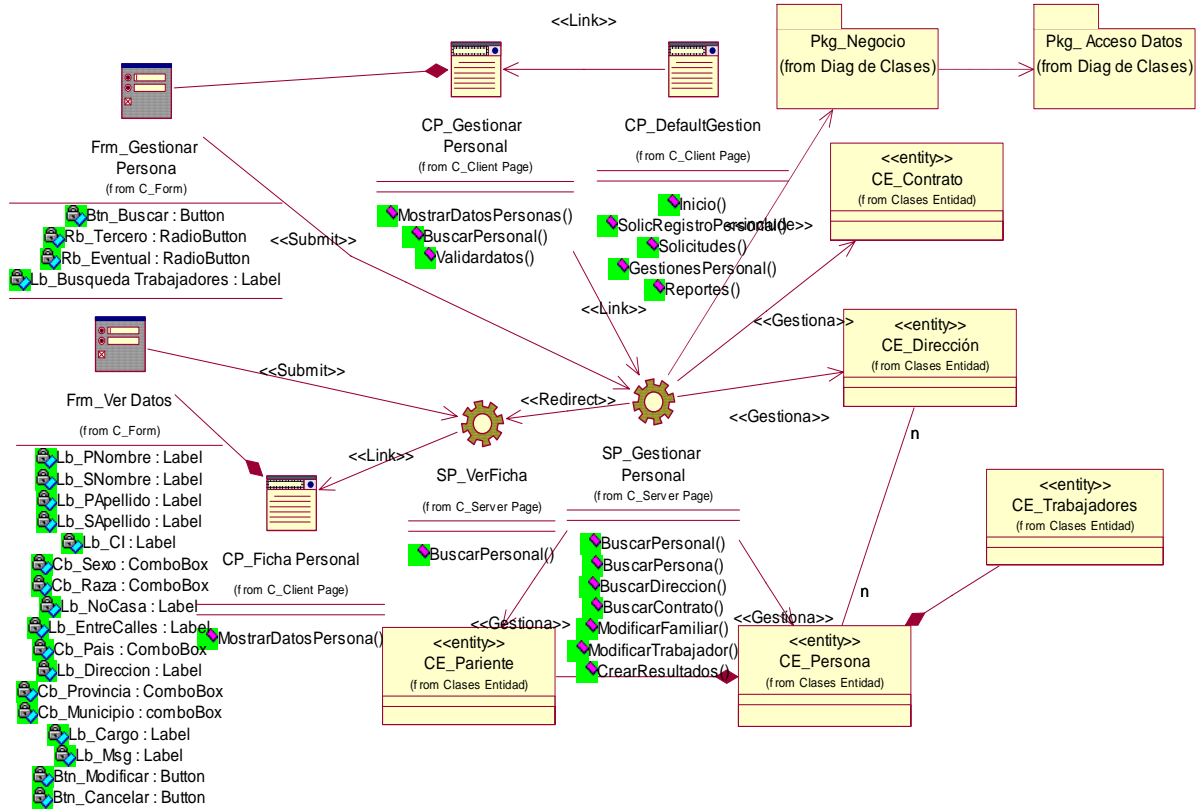 <<Link>>
Pkg_Negocio
(from Diag de Clases)
Pkg_ Acceso Datos
(from Diag de Clases)
Frm_Gestionar
Persona
(from C_Form)
Btn_Buscar : Button
Rb_Tercero : RadioButton
Rb_Eventual : RadioButton
Lb_Busqueda Trabajadores : Label
<<Submit>>
CP_Gestionar
Personal
(from C_Client Page)
MostrarDatosPersonas()
BuscarPersonal()
Validardatos()
CP_DefaultGestion
(from C_Client Page)
Inicio()
SolicRegistroPersonal()
<<include>>
Solicitudes()
GestionesPersonal()
Reportes()
<<Link>>
<<entity>>
CE_Contrato
(from Clases Entidad)
<<Gestiona>>
<<entity>>
CE_Dirección
(from Clases Entidad)
<<Gestiona>>
n
n
<<Submit>>
<<Redirect>>
<<Link>>
Frm_Ver Datos
(from C_Form)
Lb_PNombre : Label
Lb_SNombre : Label
Lb_PApellido : Label
Lb_SApellido : Label
Lb_CI : Label
Cb_Sexo : ComboBox
Cb_Raza : ComboBox
Lb_NoCasa : Label
Lb_EntreCalles : Label
Cb_Pais : ComboBox
Lb_Direccion : Label
Cb_Provincia : ComboBox
Cb_Municipio : comboBox
Lb_Cargo : Label
Lb_Msg : Label
Btn_Modificar : Button
Btn_Cancelar : Button
CP_Ficha Personal
(from C_Client Page)
MostrarDatosPersona()
SP_VerFicha
(from C_Server Page)
BuscarPersonal()
SP_Gestionar
Personal
(from C_Server Page)
BuscarPersonal()
BuscarPersona()
BuscarDireccion()
BuscarContrato()
ModificarFamiliar()
ModificarTrabajador()
CrearResultados()
<<Gestiona>>
<<Gestiona>>
<<entity>>
CE_Trabajadores
(from Clases Entidad)
<<entity>>
CE_Pariente
(from Clases Entidad)
<<entity>>
CE_Persona
(from Clases Entidad)